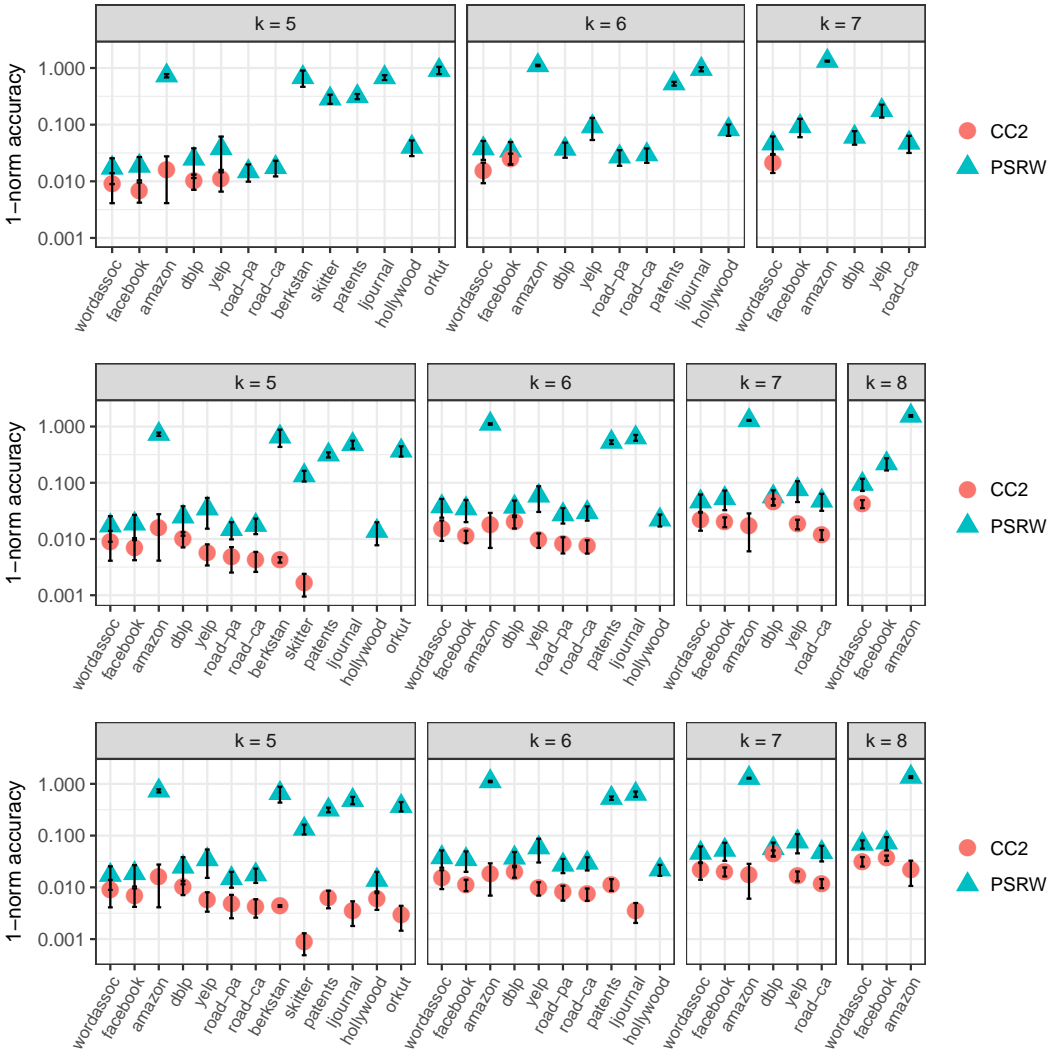 k = 5
k = 6
k = 7
1−norm accuracy
1.000
0.100
0.010
0.001
CC2
PSRW
wordassoc
facebook
amazon
dblp
yelp
road−pa
road−ca
berkstan
skitter
patents
ljournal
hollywood
orkut
wordassoc
facebook
amazon
dblp
yelp
road−pa
road−ca
patents
ljournal
hollywood
wordassoc
facebook
amazon
dblp
yelp
road−ca
k = 5
k = 6
k = 7
k = 8
1−norm accuracy
1.000
0.100
0.010
0.001
CC2
PSRW
wordassoc
facebook
amazon
dblp
yelp
road−pa
road−ca
berkstan
skitter
patents
ljournal
hollywood
orkut
wordassoc
facebook
amazon
dblp
yelp
road−pa
road−ca
patents
ljournal
hollywood
wordassoc
facebook
amazon
dblp
yelp
road−ca
wordassoc
facebook
amazon
k = 5
k = 6
k = 7
k = 8
1−norm accuracy
1.000
0.100
0.010
0.001
CC2
PSRW
wordassoc
facebook
amazon
dblp
yelp
road−pa
road−ca
berkstan
skitter
patents
ljournal
hollywood
orkut
wordassoc
facebook
amazon
dblp
yelp
road−pa
road−ca
patents
ljournal
hollywood
wordassoc
facebook
amazon
dblp
yelp
road−ca
wordassoc
facebook
amazon